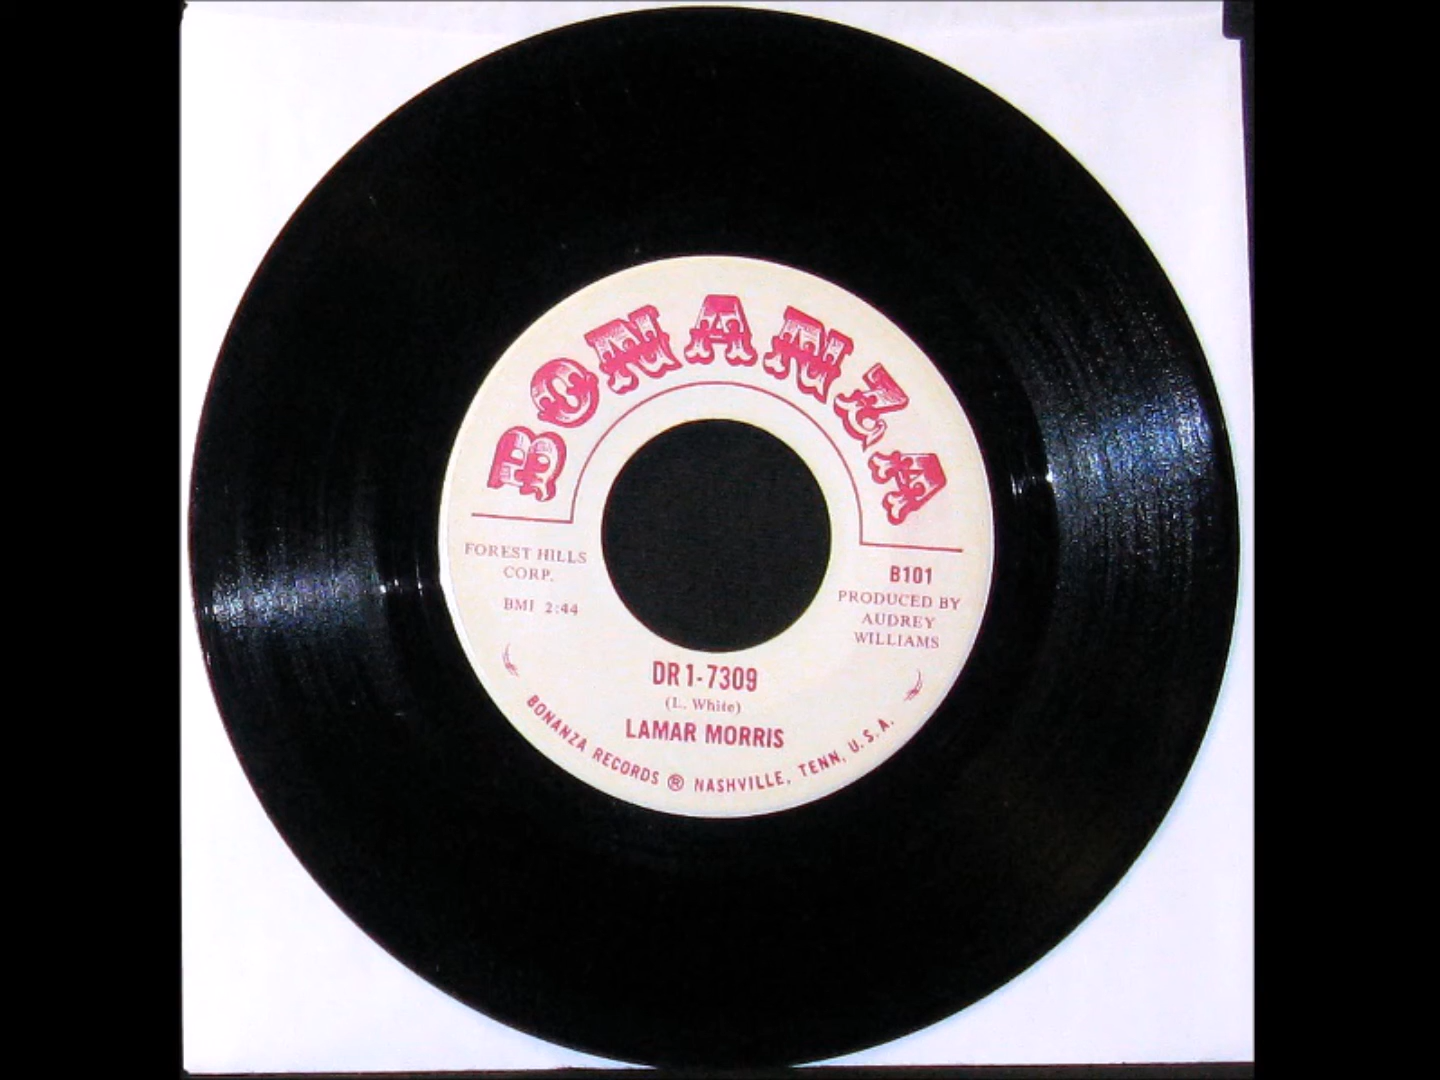 BONANZA
FOREST HILLS
CORP.
BMI 2:44
B101
PRODUCED BY
AUDREY
WILLIAMS
DR 1-7309
(L. White)
LAMAR MORRIS
BONANZA RECORDS ® NASHVILLE, TENN, U.S.A.